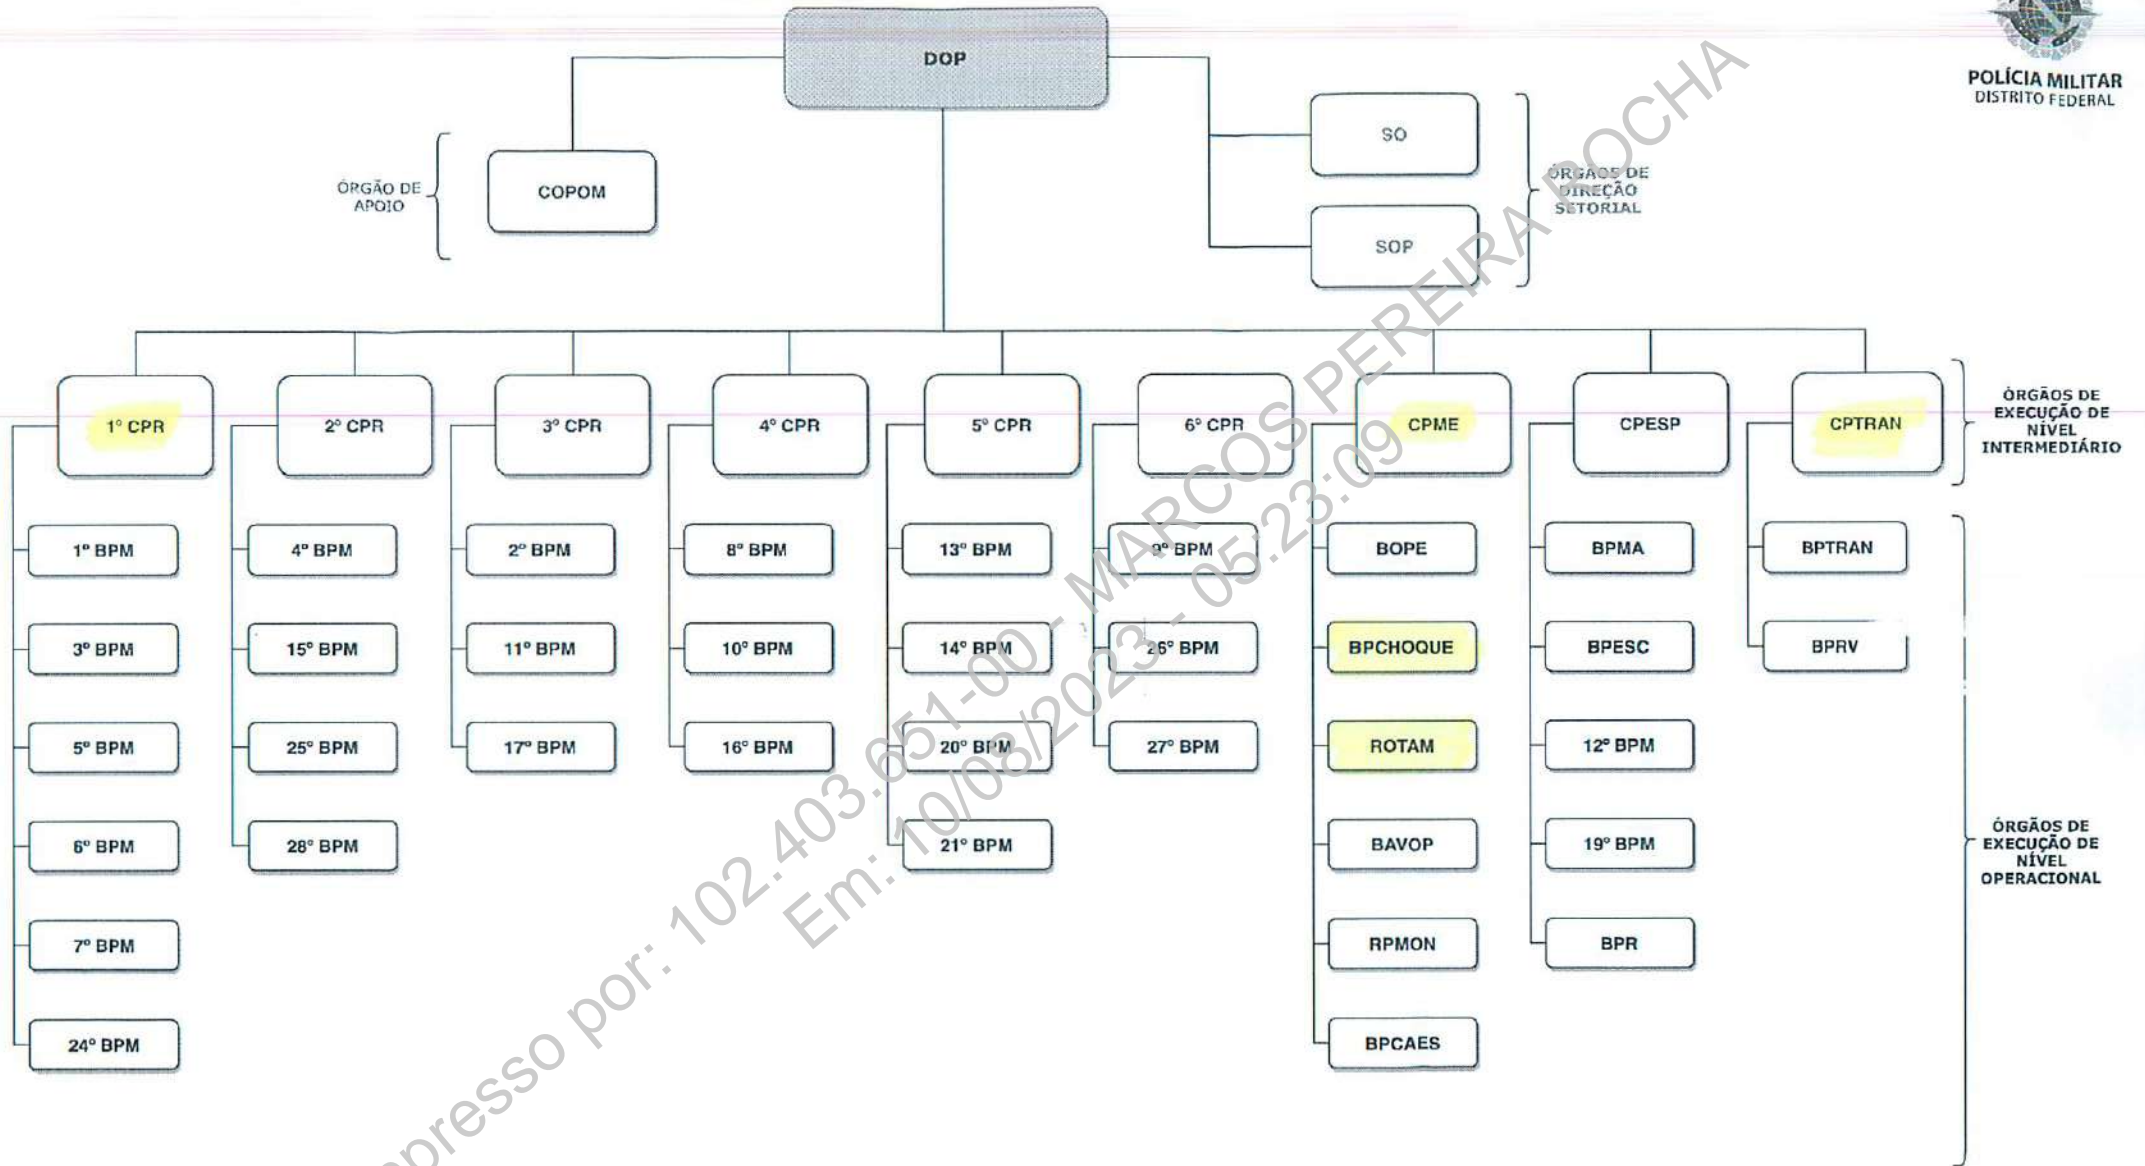 POLÍCIA MILITAR
DISTRITO FEDERAL
DOP
ÓRGÃO DE
APOIO
COPOM
SO
SOP
ÓRGÃOS DE
DIREÇÃO
SETORIAL
1º CPR
2º CPR
3º CPR
4º CPR
5º CPR
6º CPR
CPME
CPESP
CPTRAN
ÓRGÃOS DE
EXECUÇÃO DE
NÍVEL
INTERMEDIÁRIO
1º BPM
4º BPM
2º BPM
8º BPM
13º BPM
9º BPM
BOPE
BPMA
BPTRAN
3º BPM
15º BPM
11º BPM
10º BPM
14º BPM
26º BPM
BPCHOQUE
BPESC
BPRV
5º BPM
25º BPM
17º BPM
16º BPM
20º BPM
27º BPM
ROTAM
12º BPM
6º BPM
28º BPM
21º BPM
BAVOP
19º BPM
ÓRGÃOS DE
EXECUÇÃO DE
NÍVEL
OPERACIONAL
7º BPM
RPMON
BPR
24º BPM
BPCAES
presso por: 102.403.651-00 - MARCOS PEREIRA ROCHA
Em: 10/08/2023 - 05:23:09